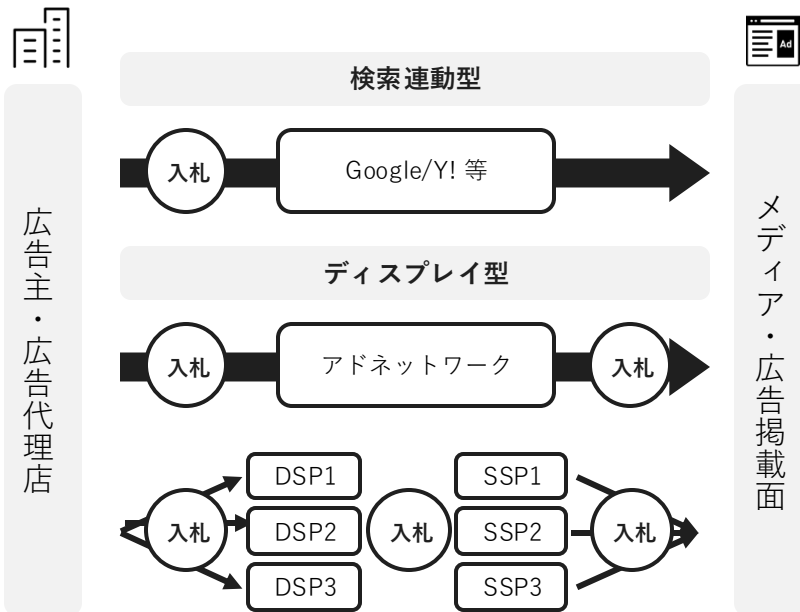 Ad
検索連動型
入札
Google/Y! 等
ディスプレイ型
入札
アドネットワーク
入札
入札
DSP1
DSP2
DSP3
入札
SSP1
SSP2
SSP3
入札
広告主・広告代理店
メディア・広告掲載面